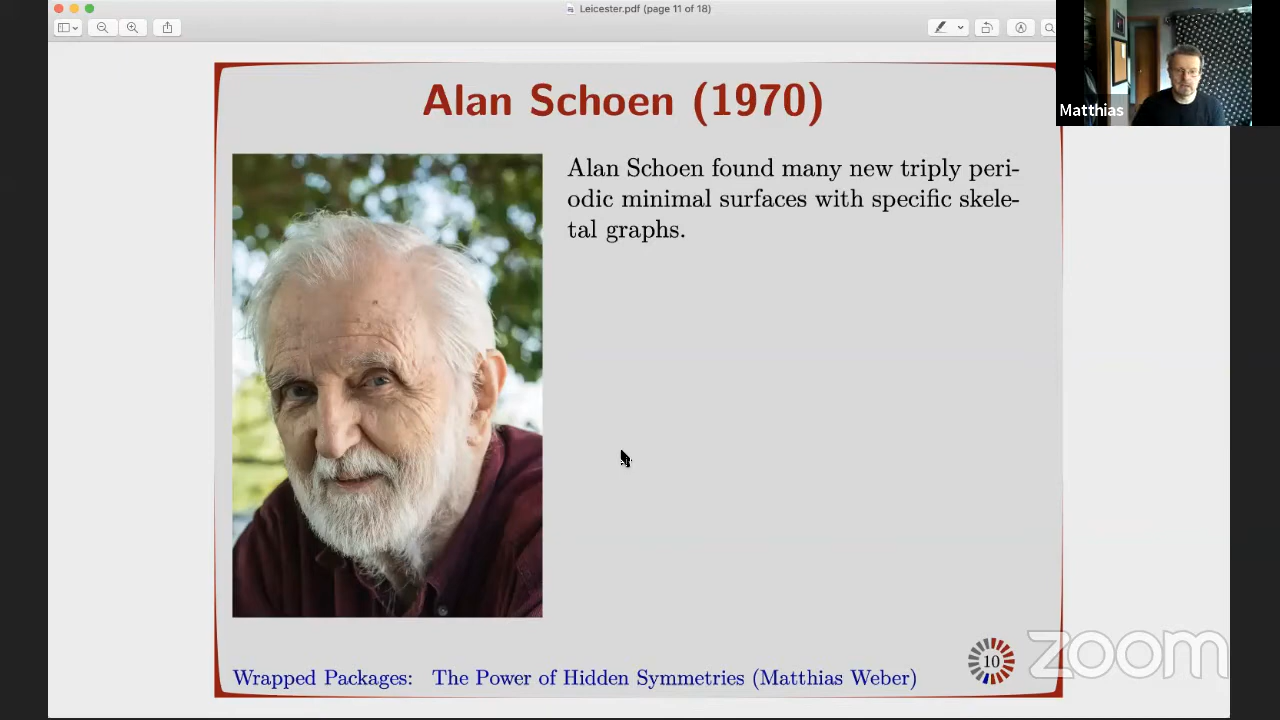 Leicester.pdf (page 11 of 18)
Matthias
Alan Schoen (1970)
Alan Schoen found many new triply peri-
odic minimal surfaces with specific skele-
tal graphs.
Wrapped Packages: The Power of Hidden Symmetries (Matthias Weber)
10
zoom